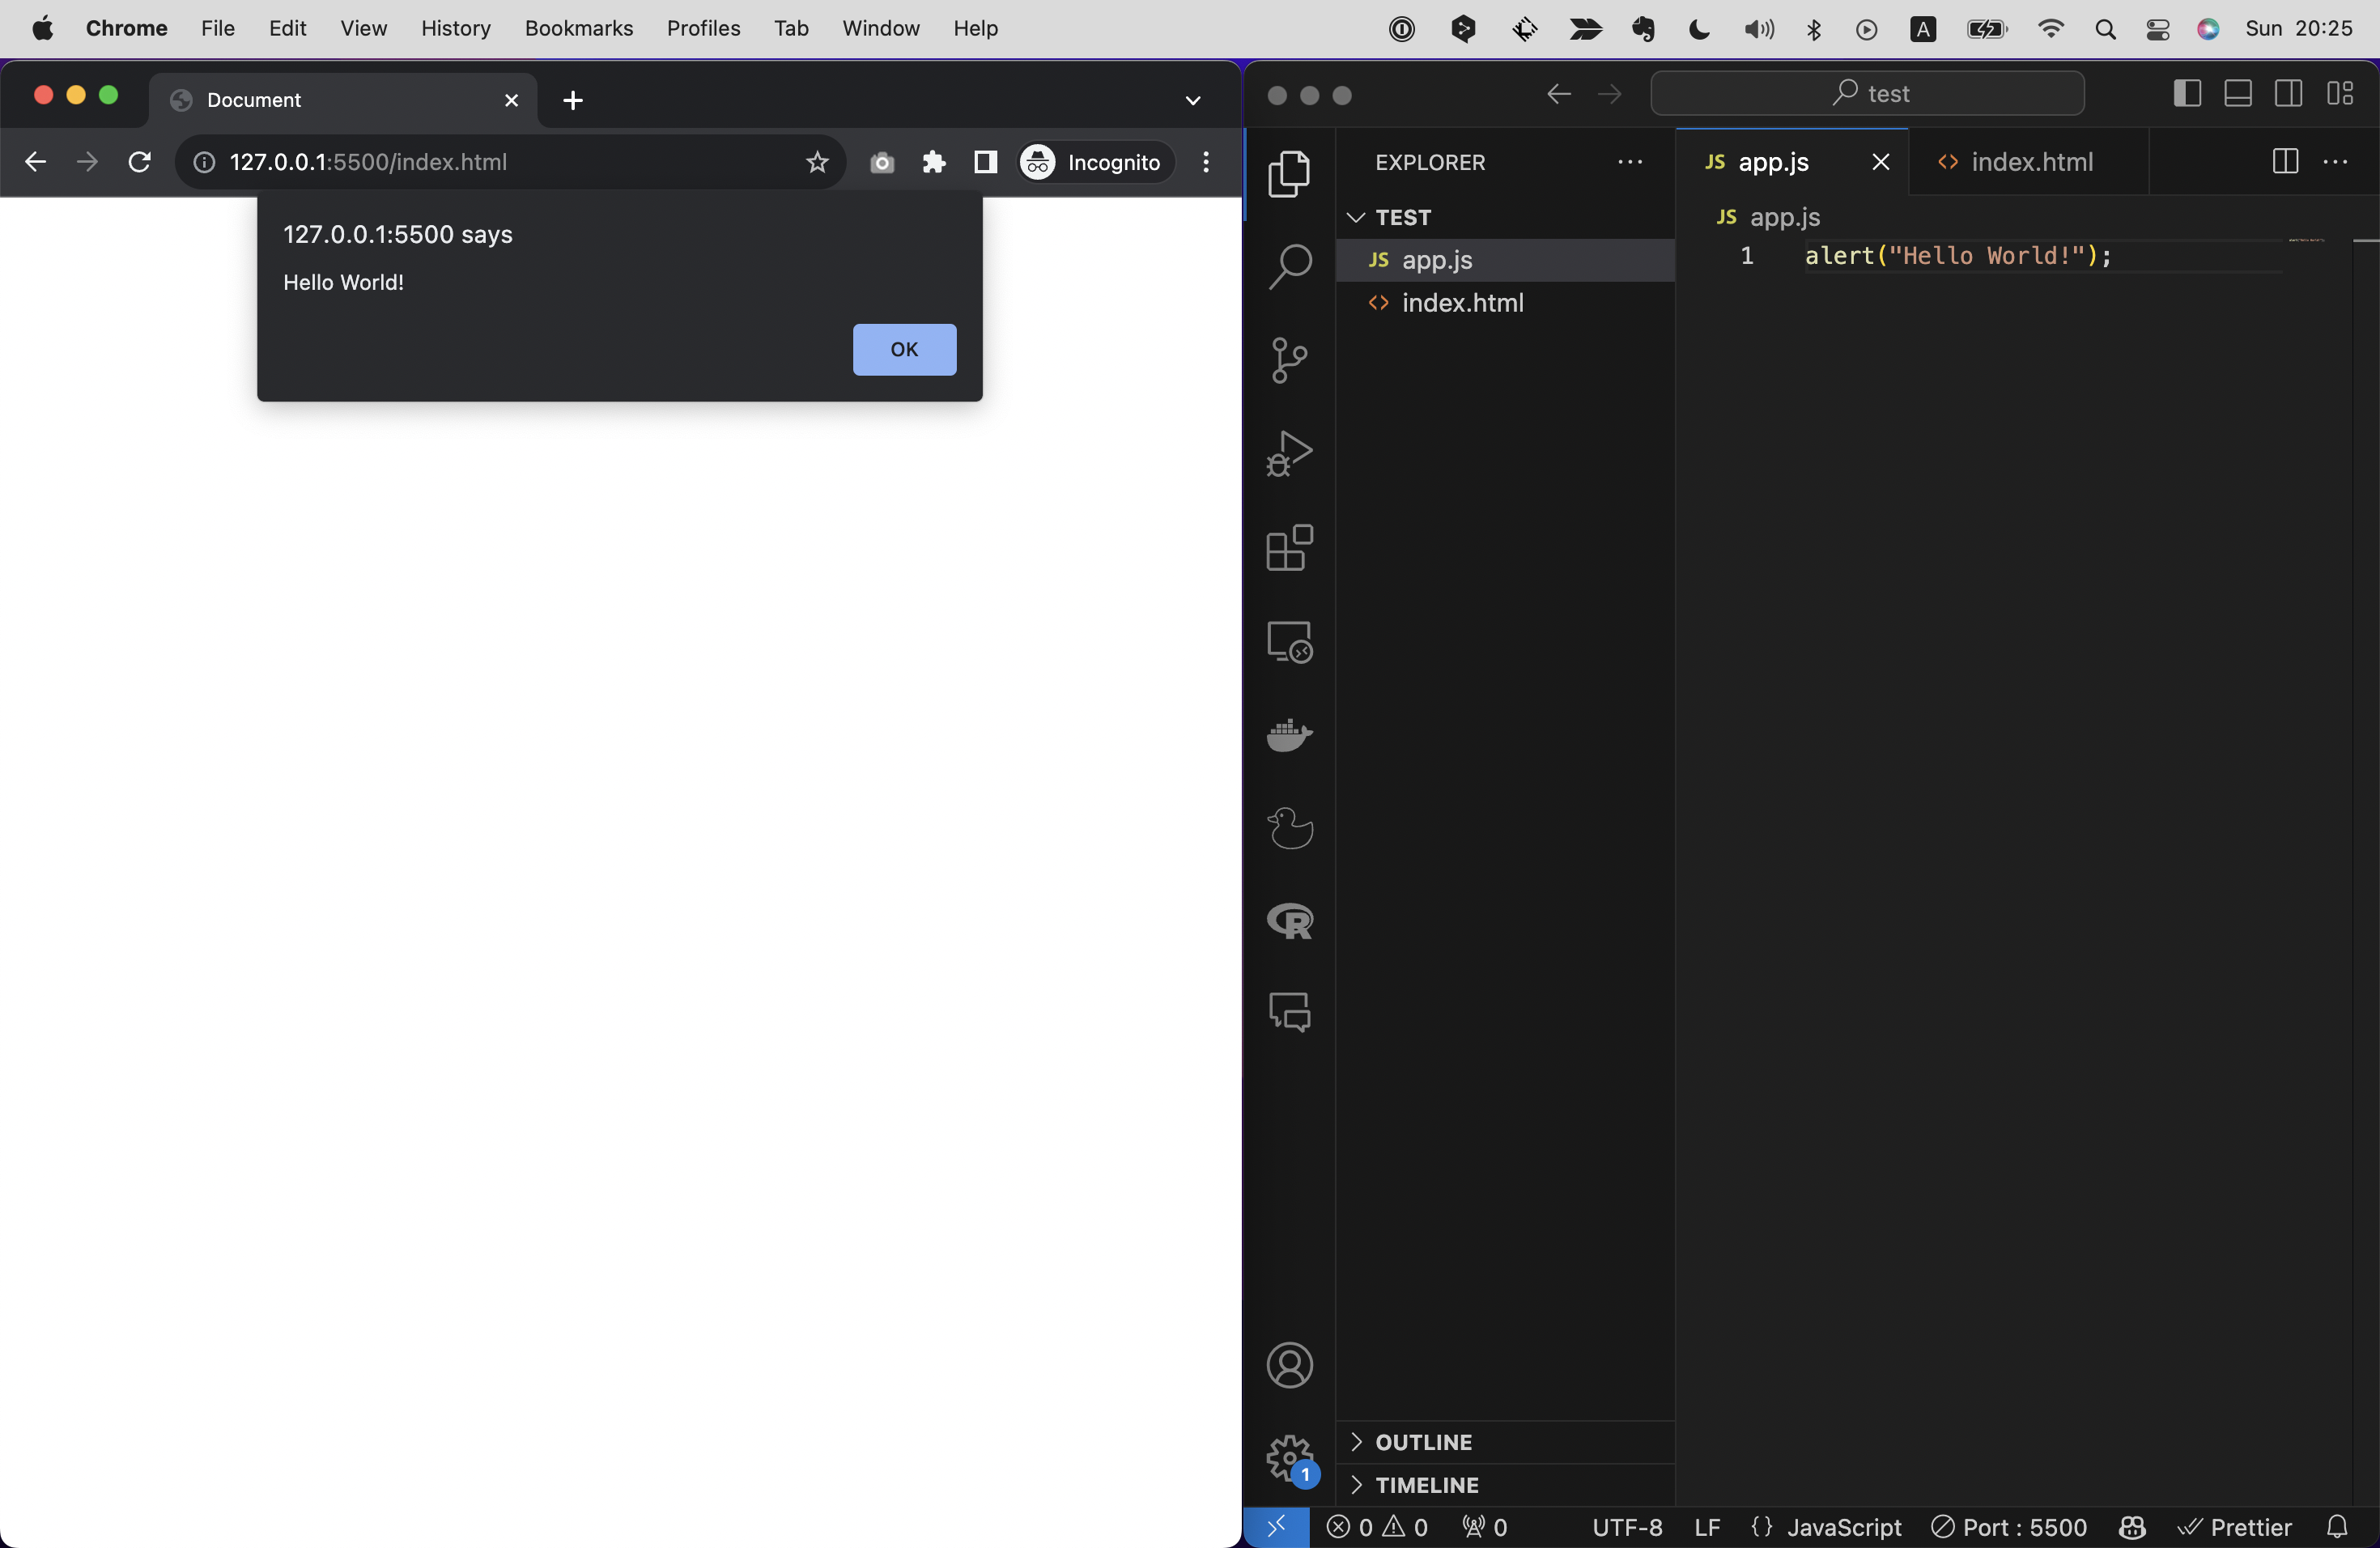 Chrome File Edit View History Bookmarks Profiles Tab Window Help A Sun 20:25
Document
127.0.0.1:5500/index.html Incognito
127.0.0.1:5500 says
Hello World!
OK
test
EXPLORER
TEST
JS app.js
index.html
JS app.js index.html
JS app.js
1 alert("Hello World!");
R
OUTLINE
1
TIMELINE
0 0 0 UTF-8 LF {} JavaScript Port : 5500 Prettier